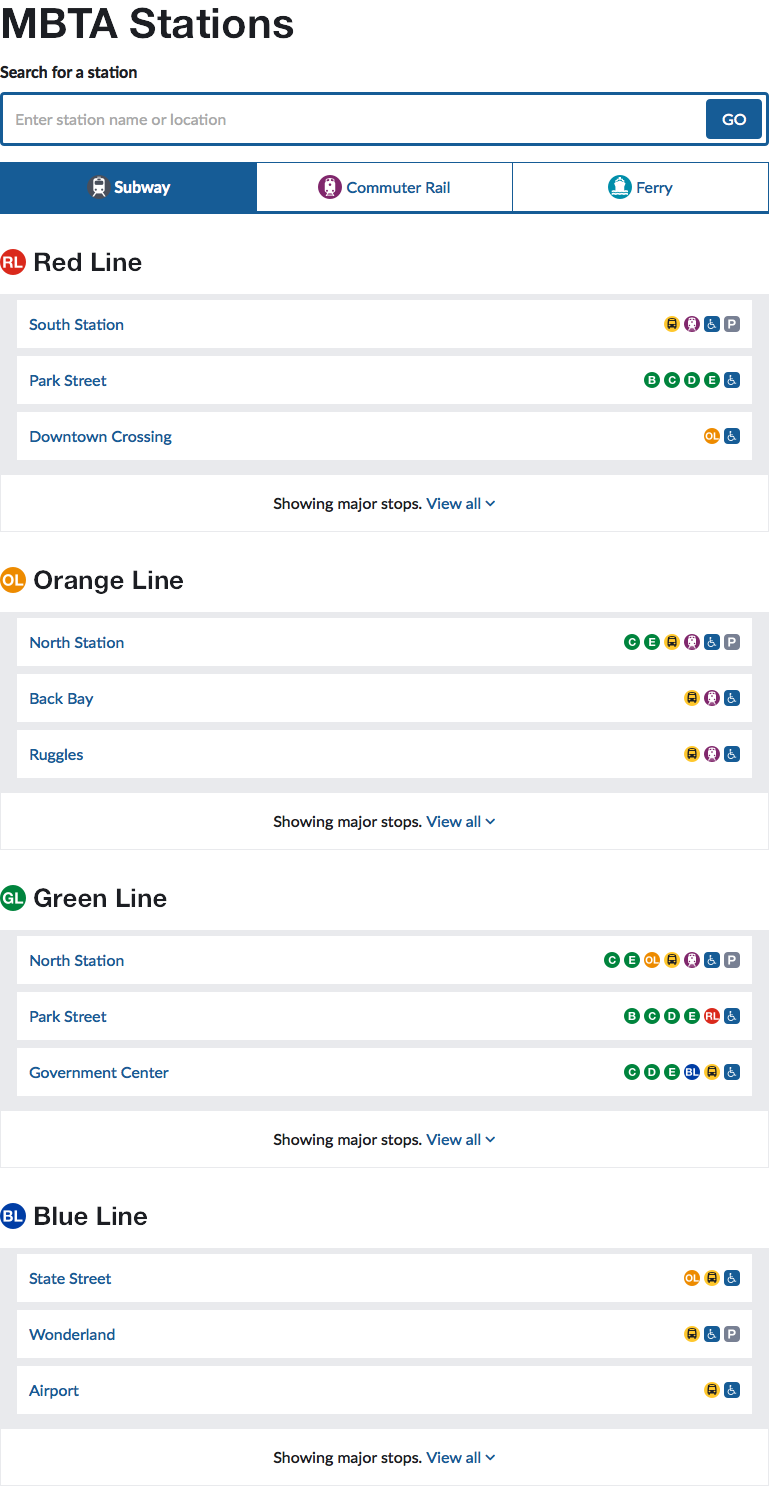 MBTA Stations
Search for a station
Enter station name or location GO
Subway Commuter Rail Ferry
RL Red Line
South Station P
Park Street B C D E
Downtown Crossing OL
Showing major stops. View all
OL Orange Line
North Station C E P
Back Bay
Ruggles
Showing major stops. View all
GL Green Line
North Station C E OL P
Park Street B C D E RL
Government Center C D E BL
Showing major stops. View all
BL Blue Line
State Street OL
Wonderland P
Airport
Showing major stops. View all